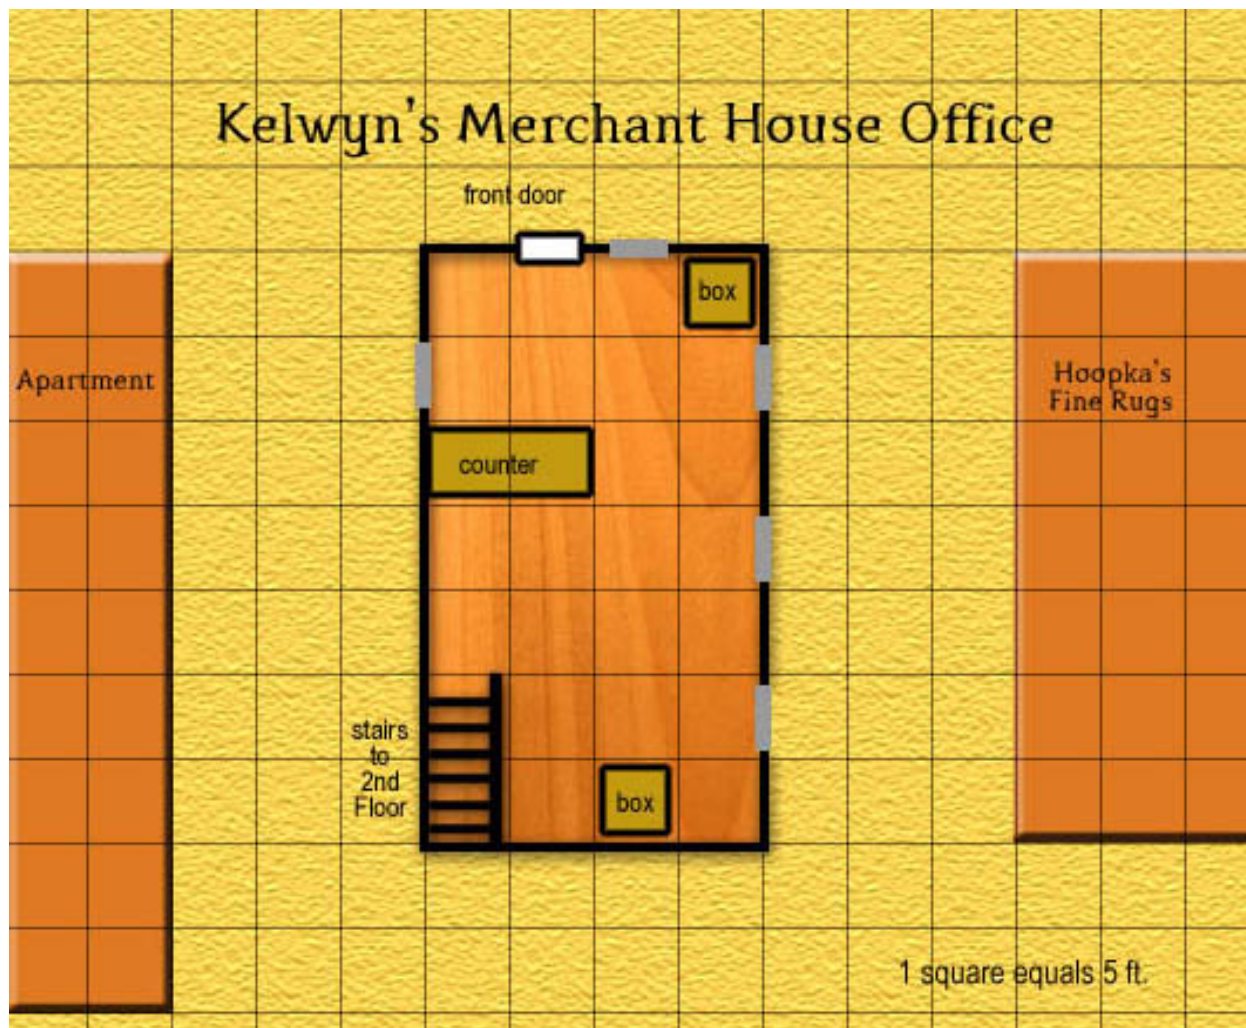 Kelwyn's Merchant House Office
front door
box
Apartment
Hoopka's
Fine Rugs
counter
stairs
to
2nd
Floor
box
1 square equals 5 ft.